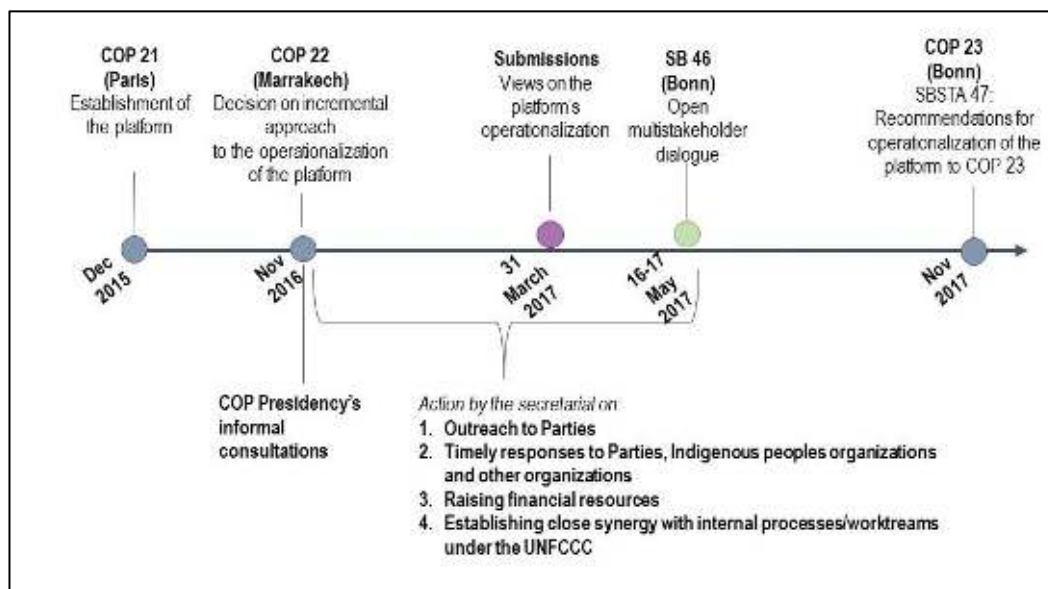 COP 21
(Paris)
Establishment of
the platform
COP 22
(Marrakech)
Decision on incremental
approach
to the operationalization
of the platform
Submissions
Views on the
platform's
operationalization
SB 46
(Bonn)
Open
multistakeholder
dialogue
COP 23
(Bonn)
SBSTA 47:
Recommendations for
operationalization of the
platform to COP 23
Dec
2015
Nov
2016
31
March
2017
16-17
May
2017
Nov
2017
COP Presidency's
informal
consultations
Action by the secretarial on
1. Outreach to Parties
2. Timely responses to Parties, Indigenous peoples organizations
and other organizations
3. Raising financial resources
4. Establishing close synergy with internal processes/worktreams
under the UNFCCC